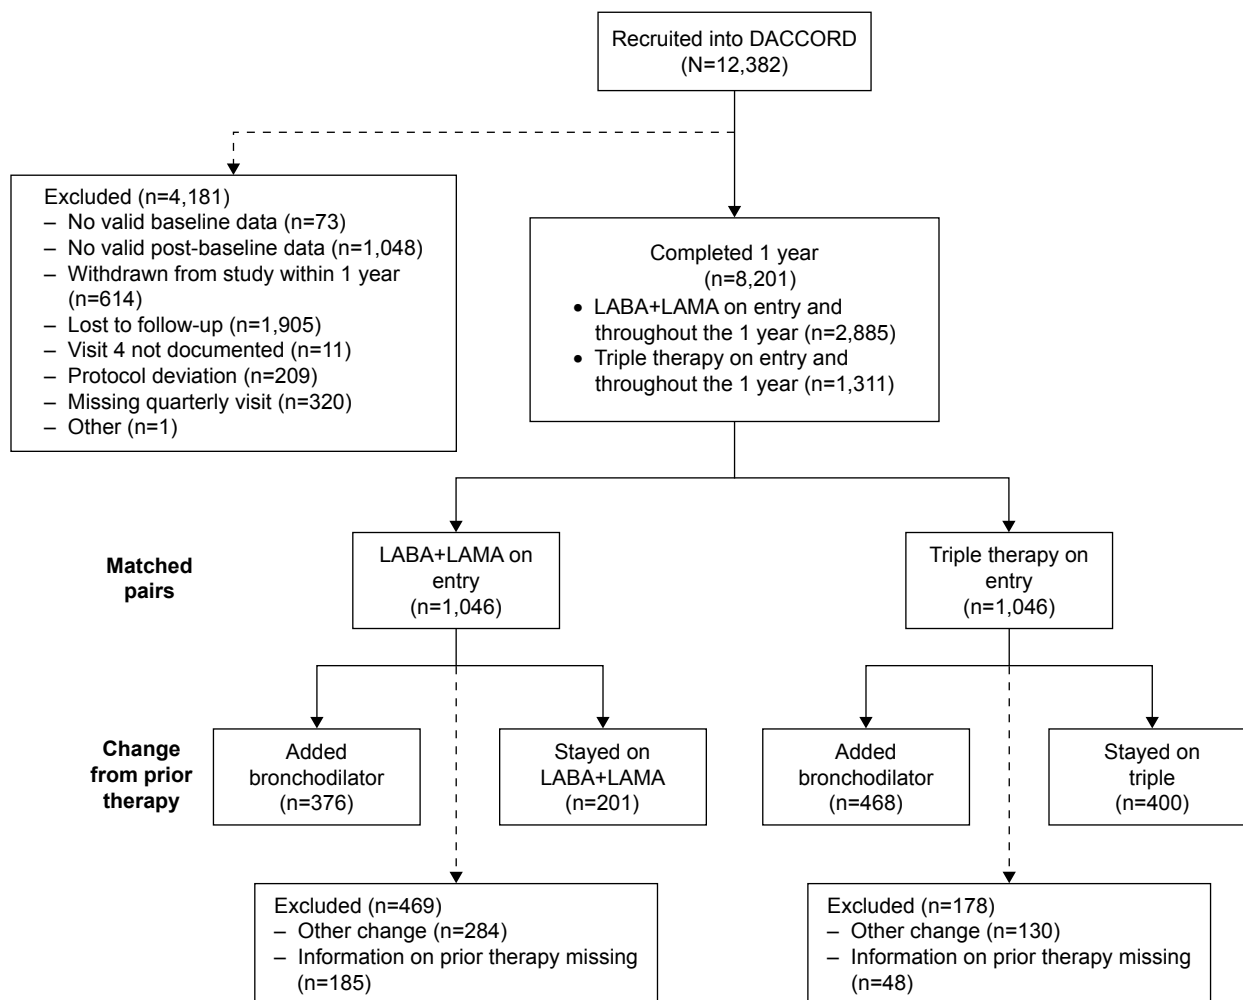 Recruited into DACCORD
(N=12,382)
Excluded (n=4,181)
– No valid baseline data (n=73)
– No valid post-baseline data (n=1,048)
– Withdrawn from study within 1 year
(n=614)
– Lost to follow-up (n=1,905)
– Visit 4 not documented (n=11)
– Protocol deviation (n=209)
– Missing quarterly visit (n=320)
– Other (n=1)
Completed 1 year
(n=8,201)
• LABA+LAMA on entry and
throughout the 1 year (n=2,885)
• Triple therapy on entry and
throughout the 1 year (n=1,311)
Matched
pairs
LABA+LAMA on
entry
(n=1,046)
Triple therapy on
entry
(n=1,046)
Change
from prior
therapy
Added
bronchodilator
(n=376)
Stayed on
LABA+LAMA
(n=201)
Added
bronchodilator
(n=468)
Stayed on
triple
(n=400)
Excluded (n=469)
– Other change (n=284)
– Information on prior therapy missing
(n=185)
Excluded (n=178)
– Other change (n=130)
– Information on prior therapy missing
(n=48)